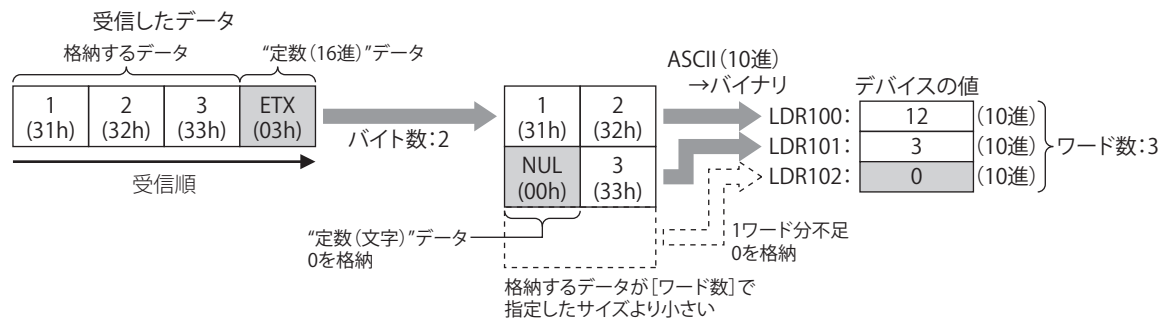 受信したデータ
格納するデータ
“定数(16進)”データ
1
(31h)
2
(32h)
3
(33h)
ETX
(03h)
受信順
バイト数:2
1
(31h)
2
(32h)
NUL
(00h)
3
(33h)
“定数(文字)”データ
0を格納
格納するデータが[ワード数]で
指定したサイズより小さい
ASCII(10進)
→バイナリ
デバイスの値
LDR100: 12 (10進)
LDR101: 3 (10進)
LDR102: 0 (10進)
ワード数:3
1ワード分不足
0を格納